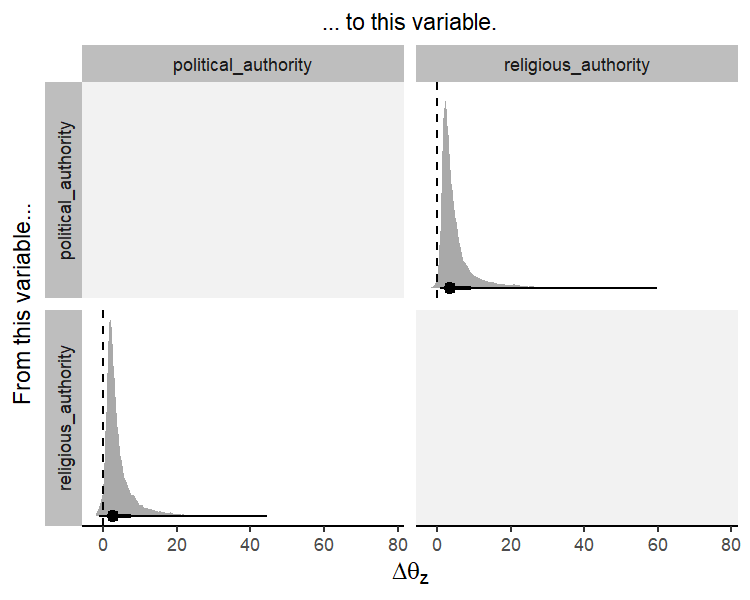 ... to this variable.
political_authority religious_authority
From this variable...
political_authority
religious_authority
0 20 40 60 80 0 20 40 60 80
Δθz